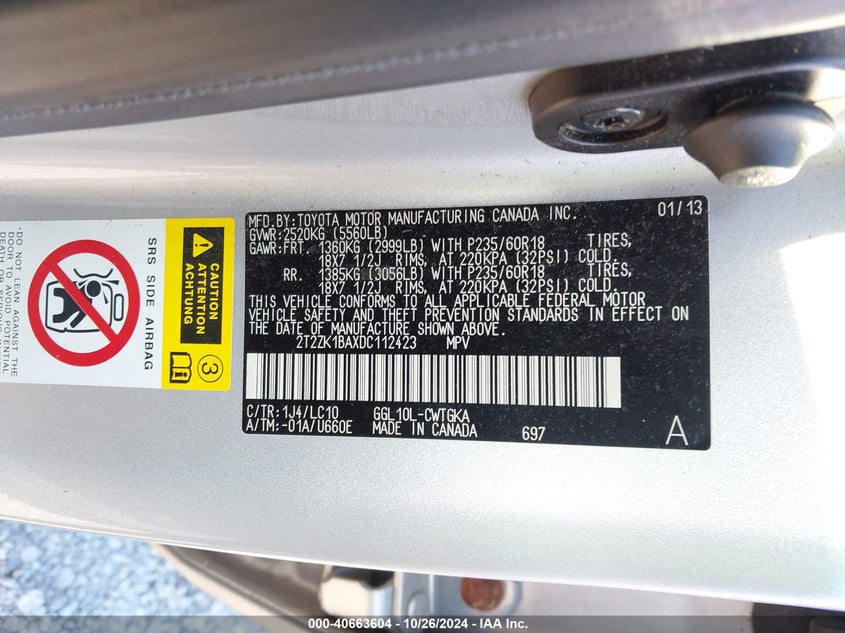 MFD.BY:TOYOTA MOTOR MANUFACTURING CANADA INC. 01/13
GVWR:2520KG (5560LB)
GAWR:FRT. 1360KG (2999LB) WITH P235/60R18 TIRES,
18X7 1/2J RIMS, AT 220KPA (32PSI) COLD.
RR. 1385KG (3056LB) WITH P235/60R18 TIRES,
18X7 1/2J RIMS, AT 220KPA (32PSI) COLD.
THIS VEHICLE CONFORMS TO ALL APPLICABLE FEDERAL MOTOR
VEHICLE SAFETY AND THEFT PREVENTION STANDARDS IN EFFECT ON
THE DATE OF MANUFACTURE SHOWN ABOVE.
2T2ZK1BAXDC112423 MPV
C/TR:1J4/LC10 GGL10L-CWTGKA
A/TM:-01A/U660E MADE IN CANADA 697 A
CAUTION
ATTENTION
ACHTUNG
3
SRS SIDE AIRBAG
DO NOT LEAN AGAINST THE
DOOR TO AVOID POTENTIAL
000 - 40663604 - 10/26/2024 - IAA Inc.